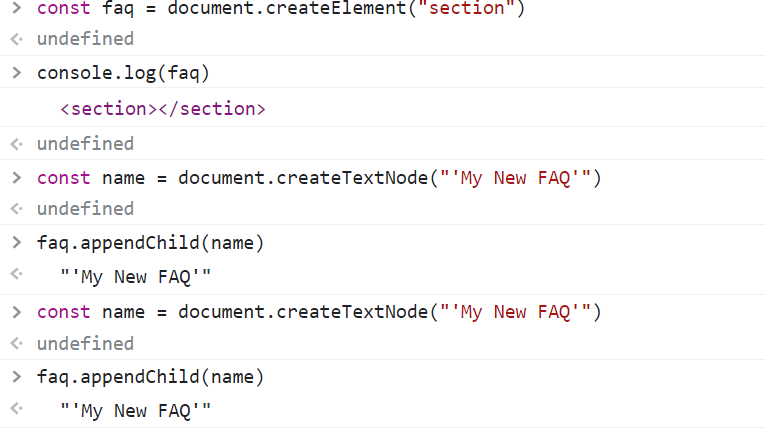 > const faq = document.createElement("section")
undefined
> console.log(faq)
<section></section>
undefined
> const name = document.createTextNode("'My New FAQ'")
undefined
> faq.appendChild(name)
"'My New FAQ'"
> const name = document.createTextNode("'My New FAQ'")
undefined
> faq.appendChild(name)
"'My New FAQ'"